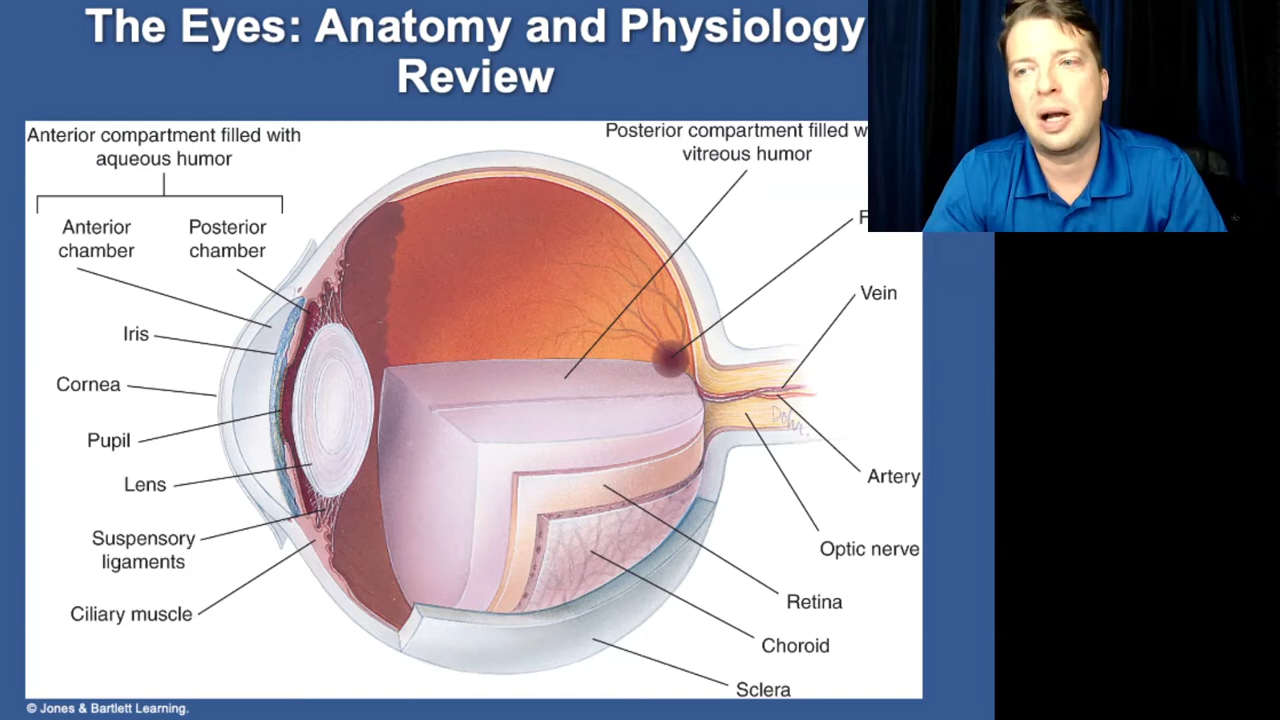 The Eyes: Anatomy and Physiology
Review
Anterior compartment filled with
aqueous humor
Anterior
chamber
Posterior
chamber
Iris
Cornea
Pupil
Lens
Suspensory
ligaments
Ciliary muscle
Posterior compartment filled
vitreous humor
Vein
Artery
Optic nerve
Retina
Choroid
Sclera
© Jones & Bartlett Learning.